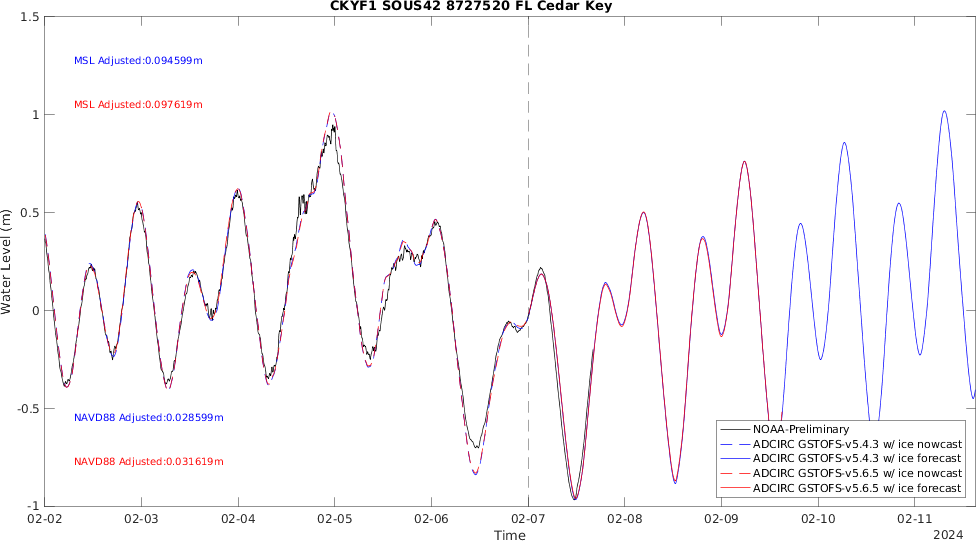 CKYF1 SOUS42 8727520 FL Cedar Key
1.5
MSL Adjusted:0.094599m
MSL Adjusted:0.097619m
1
0.5
Water Level (m)
0
-0.5
NAVD88 Adjusted:0.028599m
NAVD88 Adjusted:0.031619m
-1
NOAA-Preliminary
ADCIRC GSTOFS-v5.4.3 w/ ice nowcast
ADCIRC GSTOFS-v5.4.3 w/ ice forecast
ADCIRC GSTOFS-v5.6.5 w/ ice nowcast
ADCIRC GSTOFS-v5.6.5 w/ ice forecast
02-02 02-03 02-04 02-05 02-06 02-07 02-08 02-09 02-10 02-11
Time
2024